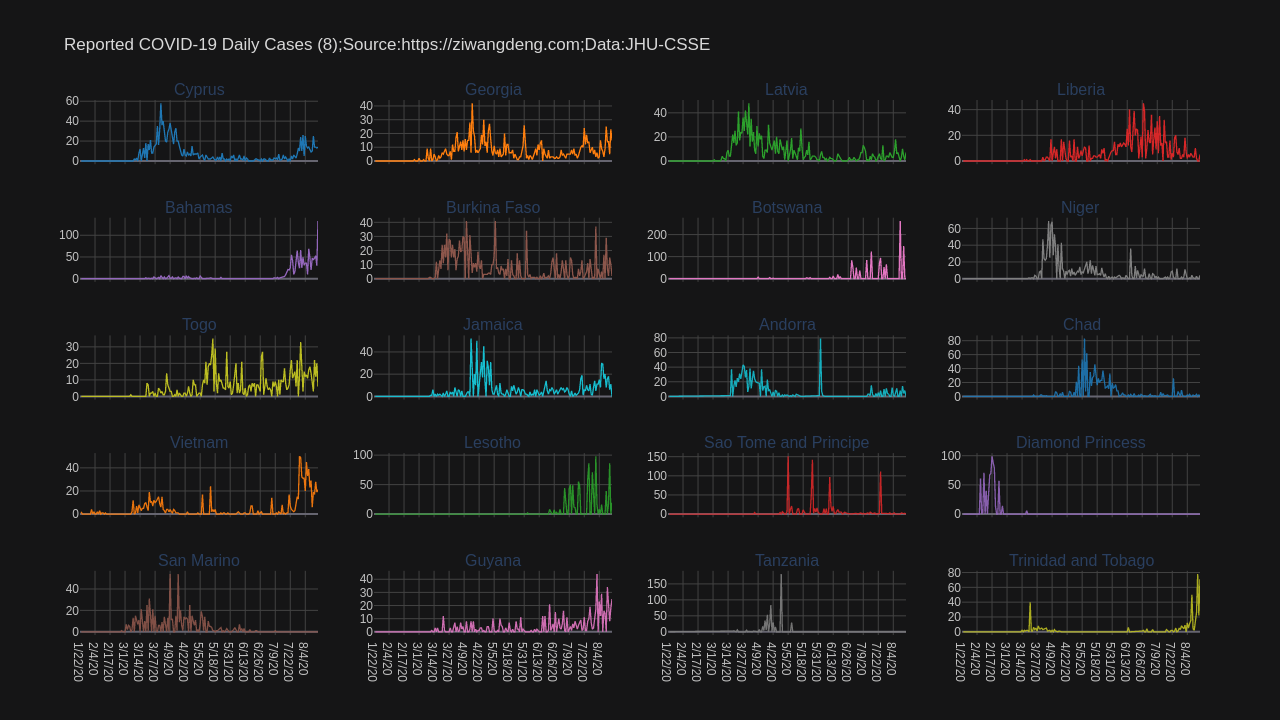 Reported COVID-19 Daily Cases (8);Source:https://ziwangdeng.com;Data:JHU-CSSE
Cyprus Georgia Latvia Liberia
60 40 20 0
40 30 20 10 0
40 20 0
40 20 0
Bahamas Burkina Faso Botswana Niger
100 50 0
40 30 20 10 0
200 100 0
60 40 20 0
Togo Jamaica Andorra Chad
30 20 10 0
40 20 0
80 60 40 20 0
80 60 40 20 0
Vietnam Lesotho Sao Tome and Principe Diamond Princess
40 20 0
100 50 0
150 100 50 0
100 50 0
San Marino Guyana Tanzania Trinidad and Tobago
40 20 0
40 30 20 10 0
150 100 50 0
80 60 40 20 0
1/22/20 2/4/20 2/17/20 3/1/20 3/14/20 3/27/20 4/9/20 4/22/20 5/5/20 5/18/20 5/31/20 6/13/20 6/26/20 7/9/20 7/22/20 8/4/20
1/22/20 2/4/20 2/17/20 3/1/20 3/14/20 3/27/20 4/9/20 4/22/20 5/5/20 5/18/20 5/31/20 6/13/20 6/26/20 7/9/20 7/22/20 8/4/20
1/22/20 2/4/20 2/17/20 3/1/20 3/14/20 3/27/20 4/9/20 4/22/20 5/5/20 5/18/20 5/31/20 6/13/20 6/26/20 7/9/20 7/22/20 8/4/20
1/22/20 2/4/20 2/17/20 3/1/20 3/14/20 3/27/20 4/9/20 4/22/20 5/5/20 5/18/20 5/31/20 6/13/20 6/26/20 7/9/20 7/22/20 8/4/20